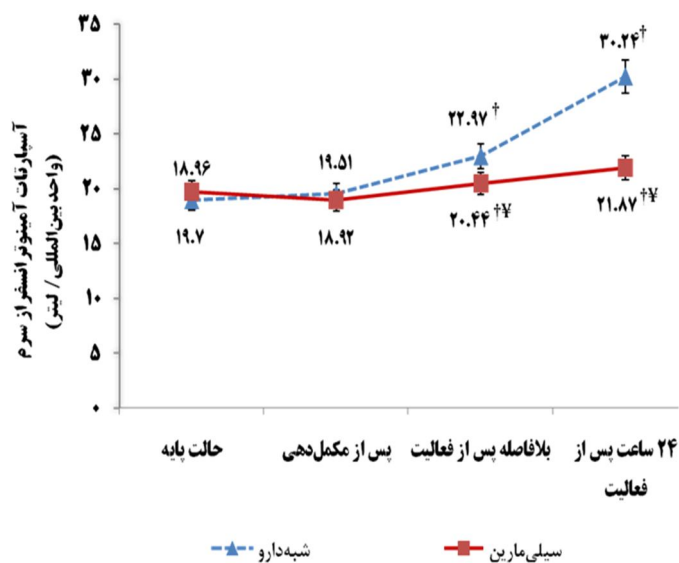 ۳۵
۳۰
۲۵
۲۰
۱۵
۱۰
۵
۰
آسپارتات آمینوترانسفراز سرم
(واحد بین‌المللی/ لیتر)
۱۸.۹۶
۱۹.۷
۱۹.۵۱
۱۸.۹۲
۲۲.۹۷ †
۲۰.۴۴ †¥
۳۰.۲۴†
۲۱.۸۷ †¥
حالت پایه
پس از مکمل‌دهی
بلافاصله پس از فعالیت
۲۴ ساعت پس از
فعالیت
شبه‌دارو
سیلی‌مارین